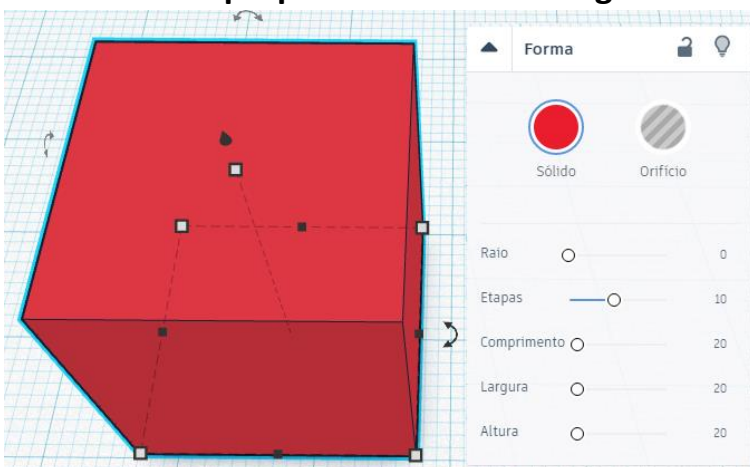 Forma
Sólido Orifício
Raio 0
Etapas 10
Comprimento 20
Largura 20
Altura 20